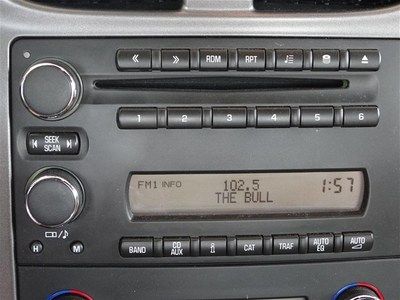 RDM RPT
1 2 3 4 5 6
SEEK
SCAN
FM1 INFO 102.5 1:57
THE BULL
H M
BAND CD AUX i CAT TRAF AUTO EQ AUTO